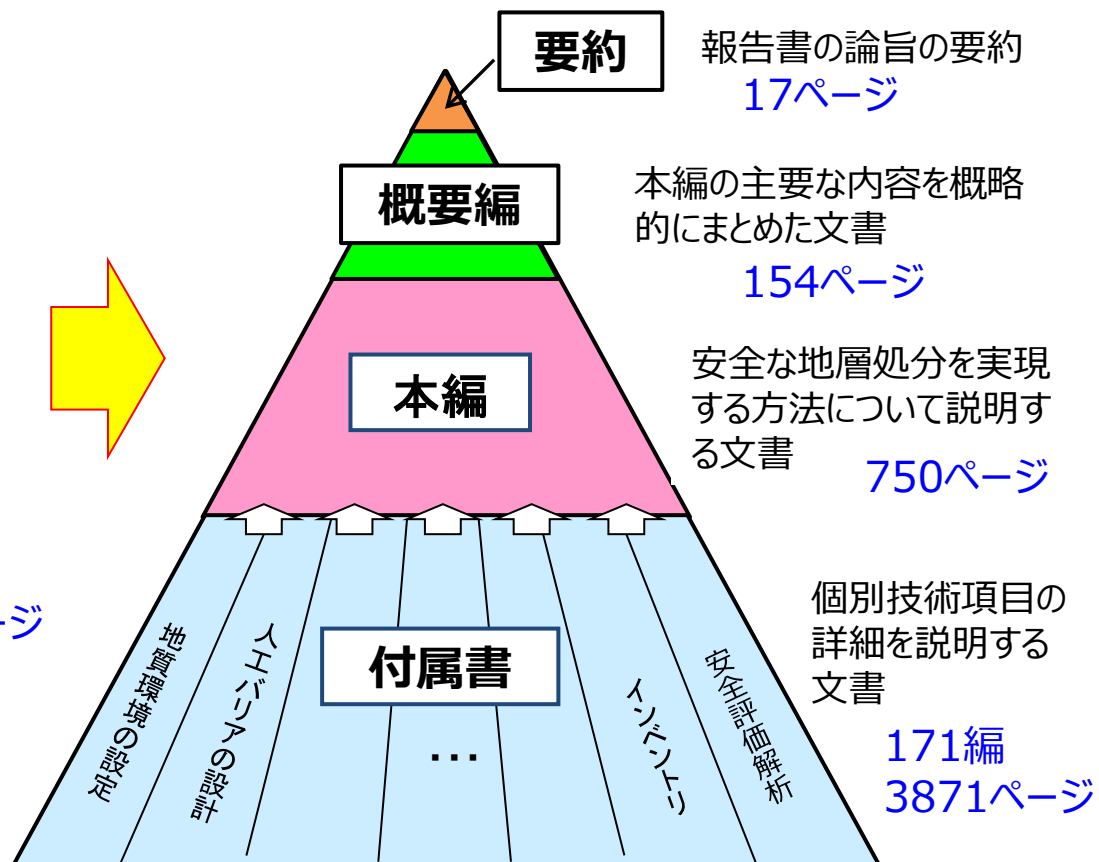 要約
報告書の論旨の要約
17ページ
概要編
本編の主要な内容を概略
的にまとめた文書
154ページ
本編
安全な地層処分を実現
する方法について説明す
る文書
750ページ
ージ
付属書
地質環境の設定
人工バリアの設計
…
インベントリ
安全評価解析
個別技術項目の
詳細を説明する
文書
171編
3871ページ